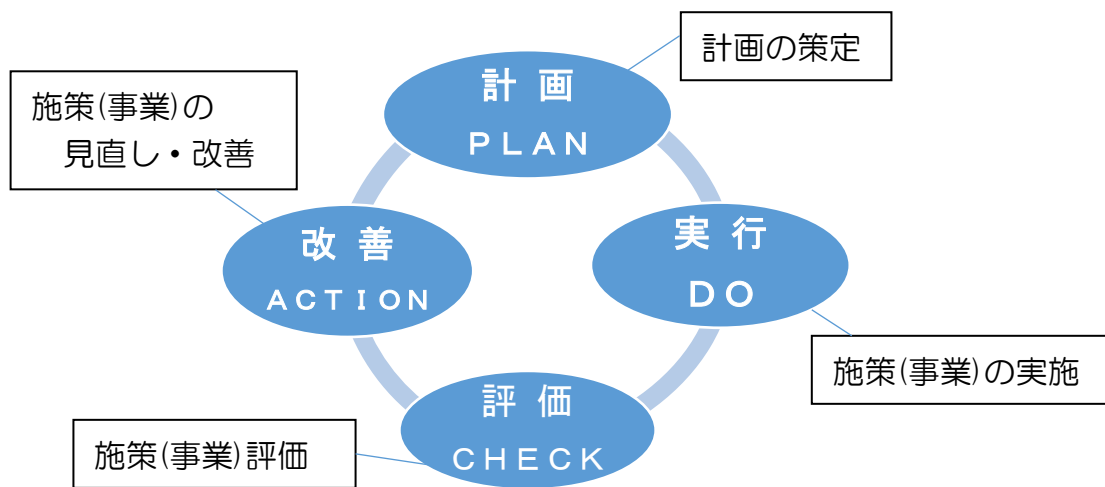 計画の策定
計 画
ＰＬＡＮ
施策(事業)の
見直し・改善
実 行
ＤＯ
改 善
ＡＣＴＩＯＮ
施策(事業)の実施
評 価
ＣＨＥＣＫ
施策(事業)評価